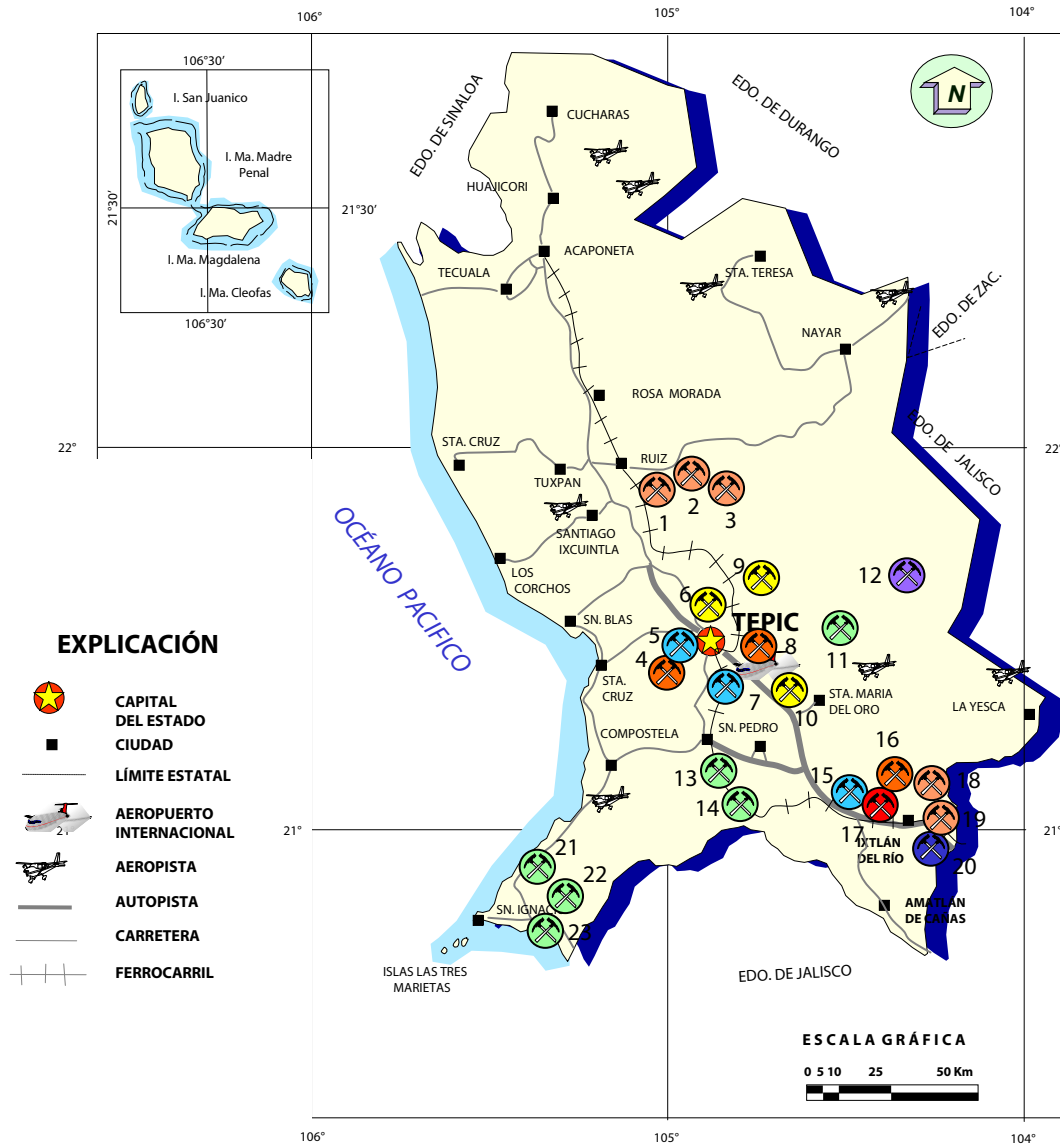 106°
105°
104°
106°30'
I. San Juanico
I. Ma. Madre
Penal
21°30'
21°30'
I. Ma. Magdalena
I. Ma. Cleofas
106°30'
EDO. DE SINALOA
EDO. DE DURANGO
N
CUCHARAS
HUAJICORI
ACAPONETA
TECUALA
STA. TERESA
EDO. DE ZAC.
NAYAR
ROSA MORADA
EDO. DE JALISCO
22°
22°
STA. CRUZ
RUIZ
TUXPAN
1
2
3
SANTIAGO
IXCUINTLA
OCÉANO PACIFICO
LOS
CORCHOS
9
12
6
SN. BLAS
TEPIC
5
8
4
11
STA.
CRUZ
7
10
STA. MARIA
DEL ORO
LA YESCA
SN. PEDRO
COMPOSTELA
16
13
15
18
14
17
19
21°
21°
IXTLÁN
DEL RÍO
20
21
22
AMATLÁN
DE CAÑAS
SN. IGNACI
23
ISLAS LAS TRES
MARIETAS
EDO. DE JALISCO
EXPLICACIÓN
CAPITAL
DEL ESTADO
CIUDAD
LÍMITE ESTATAL
AEROPUERTO
INTERNACIONAL
AEROPISTA
AUTOPISTA
CARRETERA
FERROCARRIL
ESCALA GRÁFICA
0 5 10 25 50 Km
106°
105°
104°